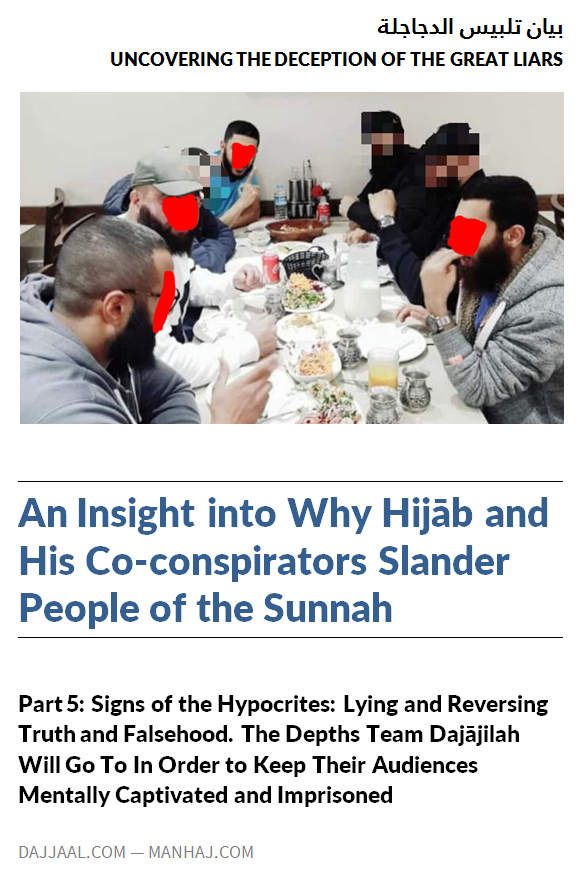 بيان تلبيس الدجاجلة
UNCOVERING THE DECEPTION OF THE GREAT LIARS
An Insight into Why Hijāb and
His Co-conspirators Slander
People of the Sunnah
Part 5: Signs of the Hypocrites: Lying and Reversing
Truth and Falsehood. The Depths Team Dajājilah
Will Go To In Order to Keep Their Audiences
Mentally Captivated and Imprisoned
DAJJAAL.COM — MANHAJ.COM